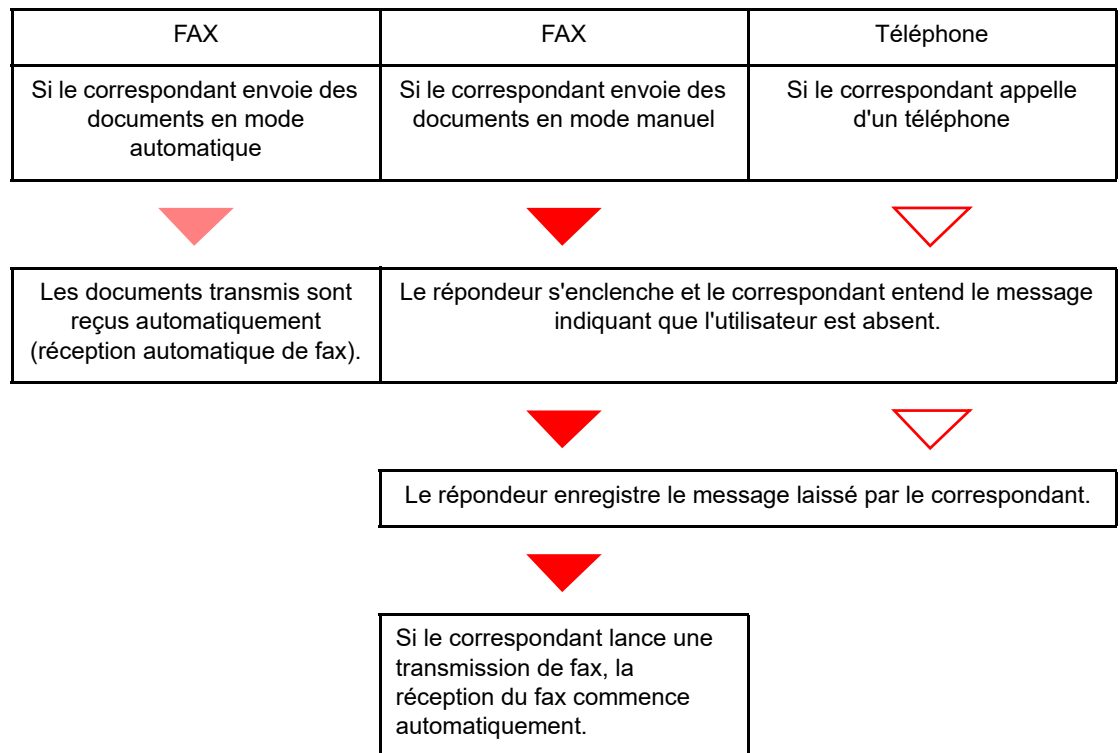 FAX
FAX
Téléphone
Si le correspondant envoie des
documents en mode
automatique
Si le correspondant envoie des
documents en mode manuel
Si le correspondant appelle
d'un téléphone
Les documents transmis sont
reçus automatiquement
(réception automatique de fax).
Le répondeur s'enclenche et le correspondant entend le message
indiquant que l'utilisateur est absent.
Le répondeur enregistre le message laissé par le correspondant.
Si le correspondant lance une
transmission de fax, la
réception du fax commence
automatiquement.